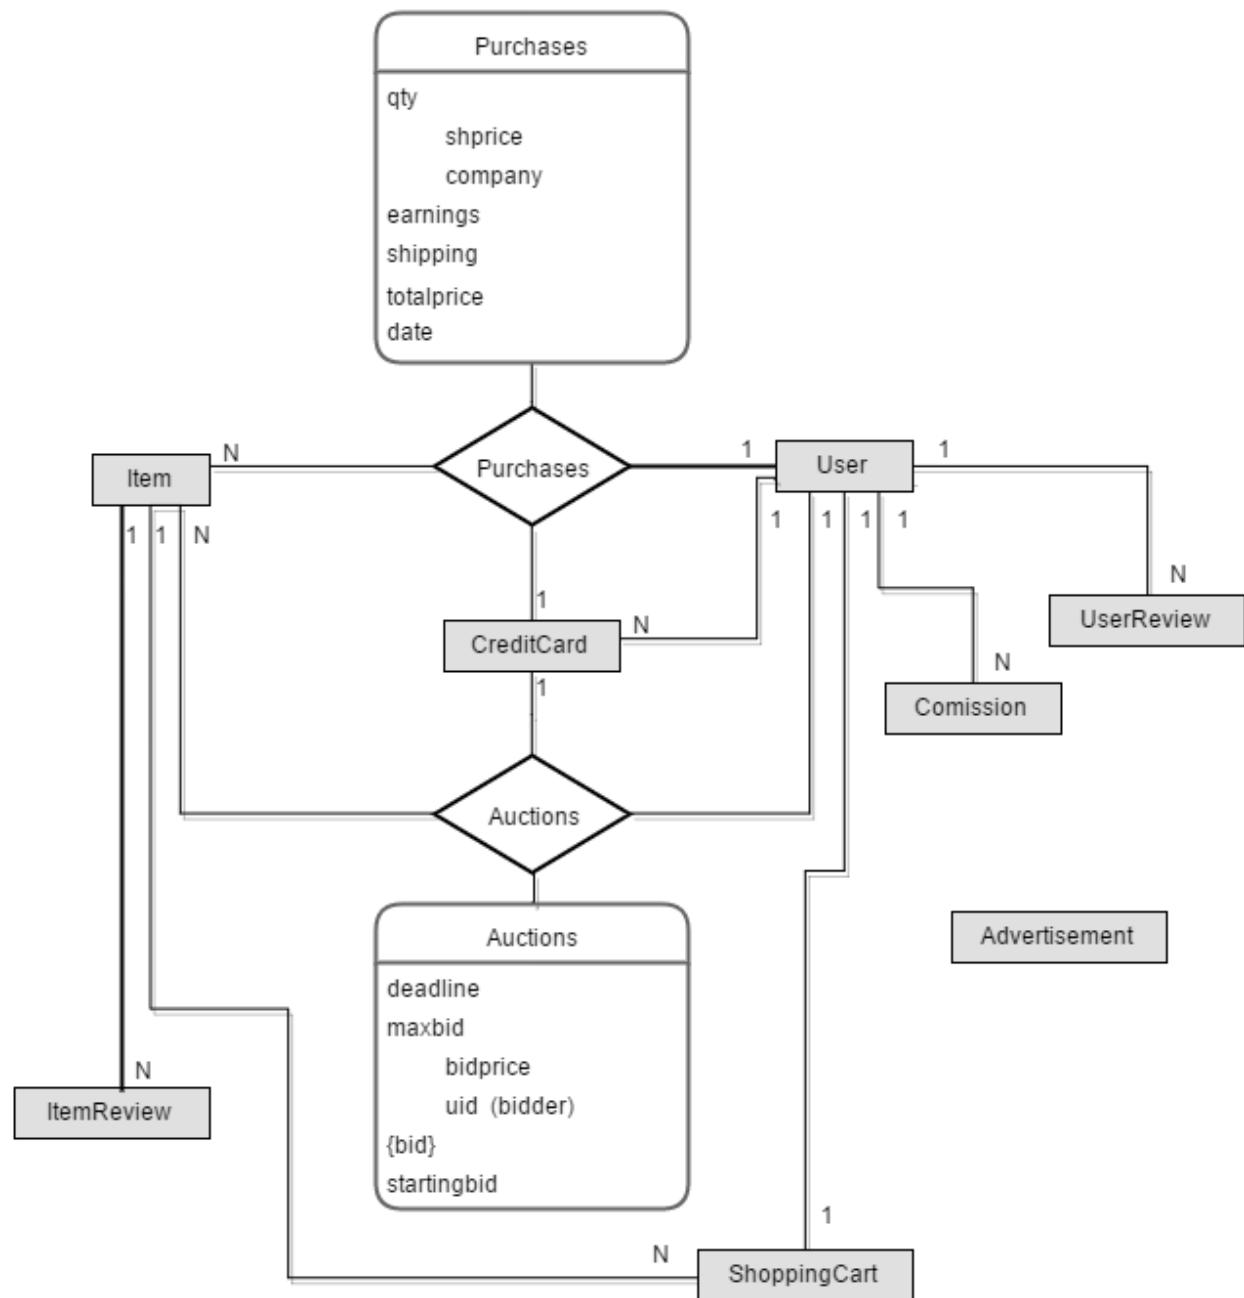 Purchases
qty
shprice
company
earnings
shipping
totalprice
date
N
Purchases
1
User
1
Item
1
1
N
1
1
1
1
N
UserReview
1
CreditCard
N
1
N
Comission
Auctions
Advertisement
Auctions
deadline
maxbid
bidprice
uid (bidder)
{bid}
startingbid
N
ItemReview
1
N
ShoppingCart